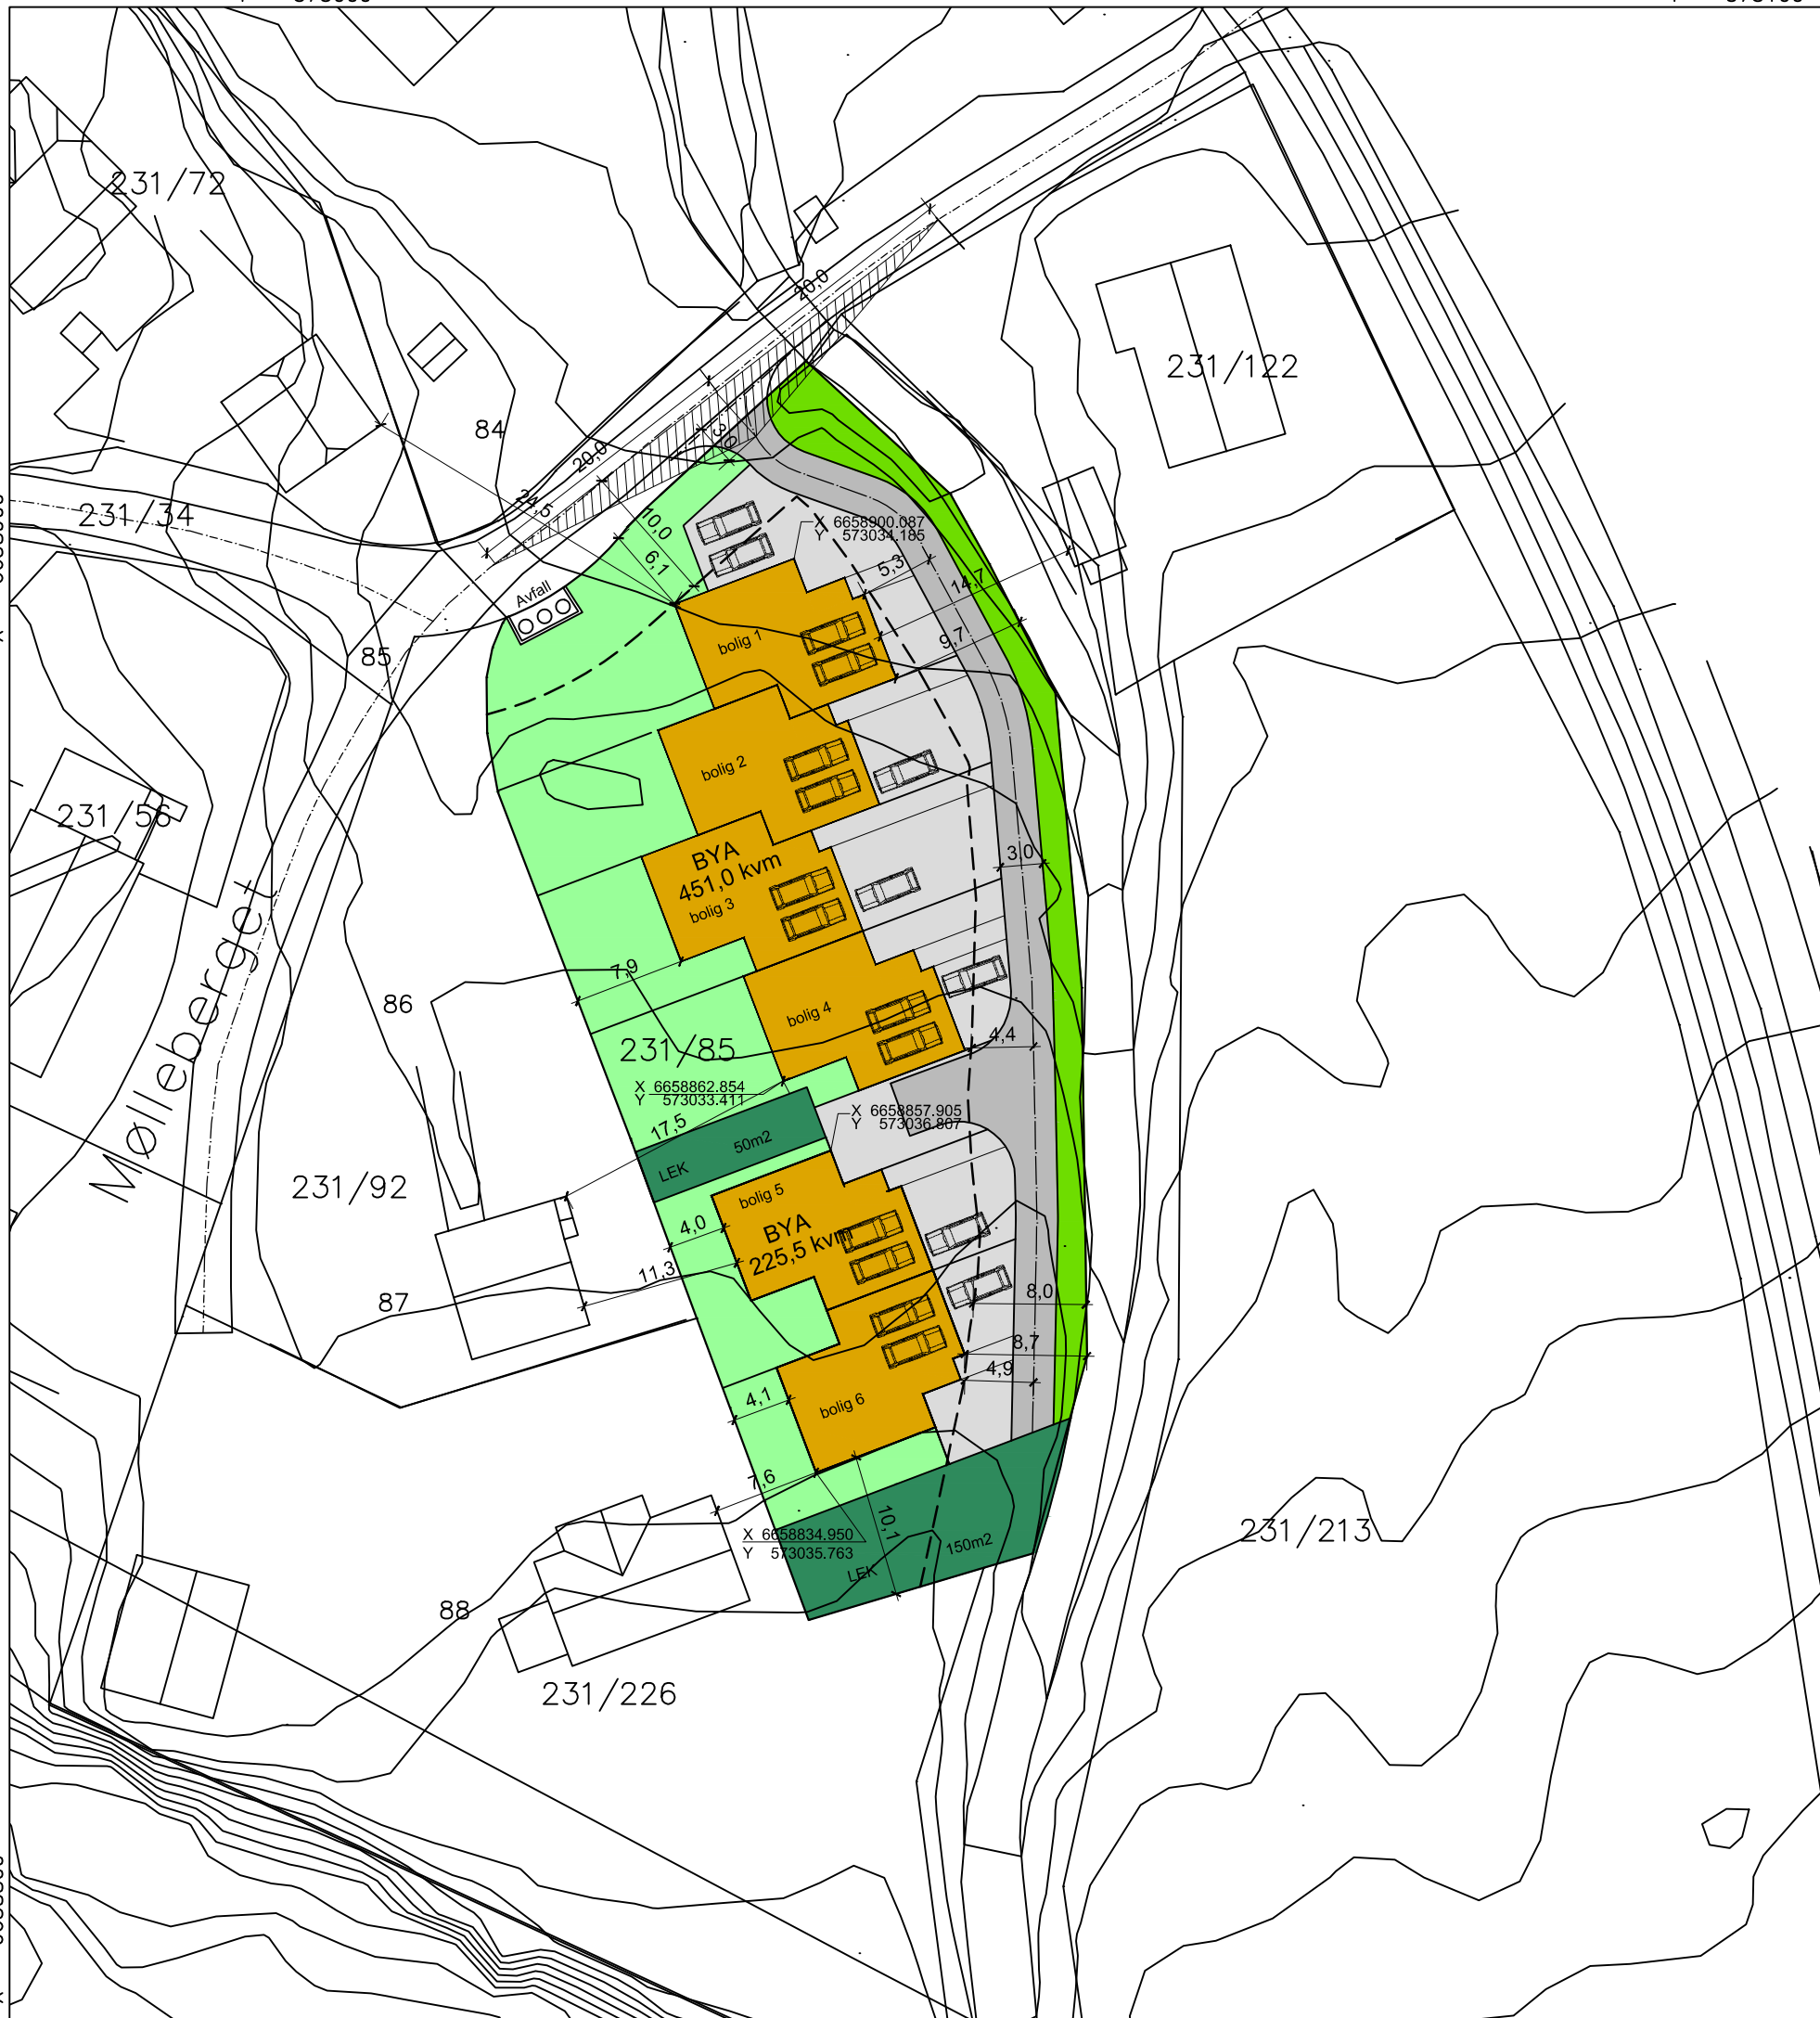 231/72
231/122
20,0
84
3,0
20,0
24,5
231/34
10,0
6,1
X 6658900.087
Y 573034.185
5,3
14,7
Avfall
9,7
bolig 1
85
bolig 2
231/56
BYA
451,0 kvm
bolig 3
3,0
7,9
86
bolig 4
231/85
4,4
Mølleberget
X 6658862.854
Y 573033.411
X 6658857.905
Y 573036.807
17,5
LEK 50m2
231/92
bolig 5
4,0
BYA
225,5 kvm
11,3
87
8,0
8,7
4,9
4,1
bolig 6
7,6
10,1
X 6658834.950
Y 573035.763
LEK 150m2
231/213
88
231/226